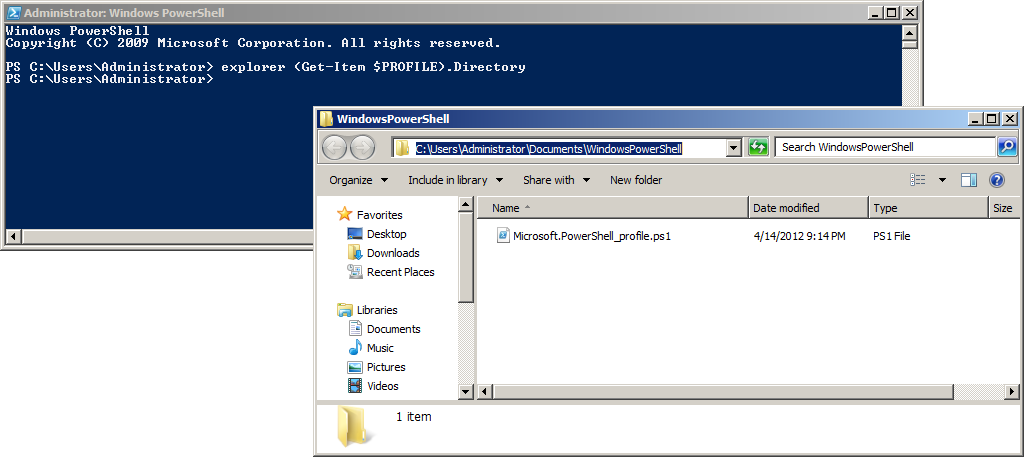 Administrator: Windows PowerShell
Windows PowerShell
Copyright (C) 2009 Microsoft Corporation. All rights reserved.
PS C:\Users\Administrator> explorer (Get-Item $PROFILE).Directory
PS C:\Users\Administrator>
WindowsPowerShell
C:\Users\Administrator\Documents\WindowsPowerShell Search WindowsPowerShell
Organize Include in library Share with New folder
Favorites
Desktop
Downloads
Recent Places
Libraries
Documents
Music
Pictures
Videos
Name Date modified Type Size
Microsoft.PowerShell_profile.ps1 4/14/2012 9:14 PM PS1 File
1 item